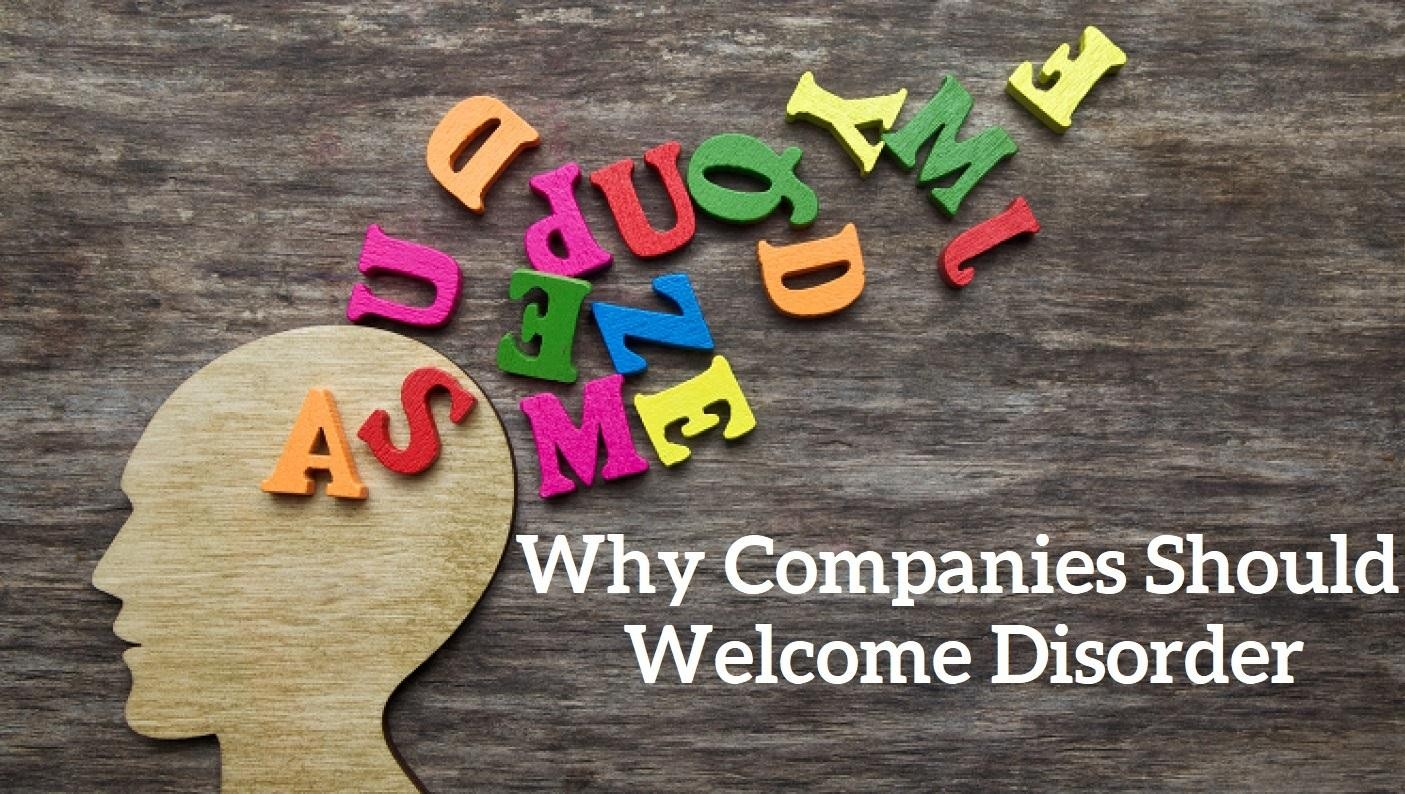 D P U Q Y M E
U E Z D J
A S M E
Why Companies Should
Welcome Disorder